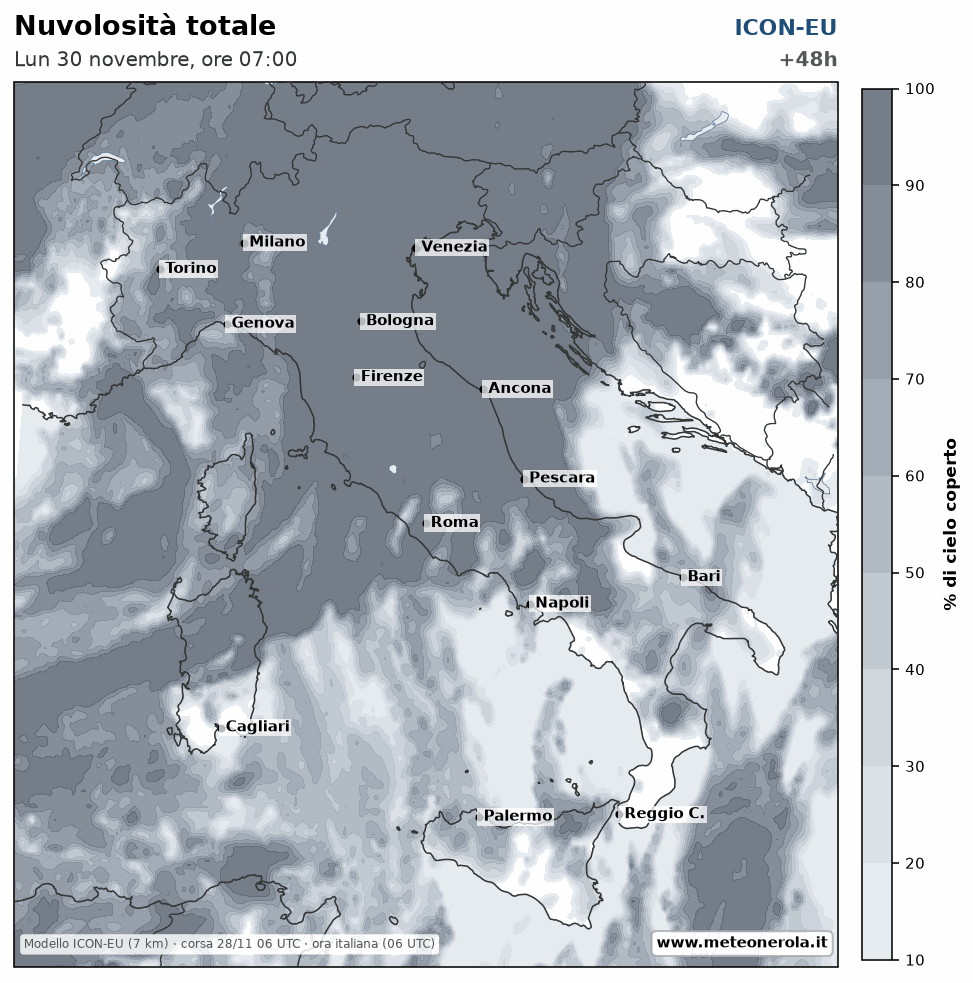 Nuvolosità totale
ICON-EU
Lun 30 novembre, ore 07:00
+48h
Milano
Venezia
Torino
Genova
Bologna
Firenze
Ancona
Pescara
Roma
Bari
Napoli
Cagliari
Palermo
Reggio C.
100
90
80
70
60
50
40
30
20
10
% di cielo coperto
Modello ICON-EU (7 km) · corsa 28/11 06 UTC · ora italiana (06 UTC)
www.meteonerola.it